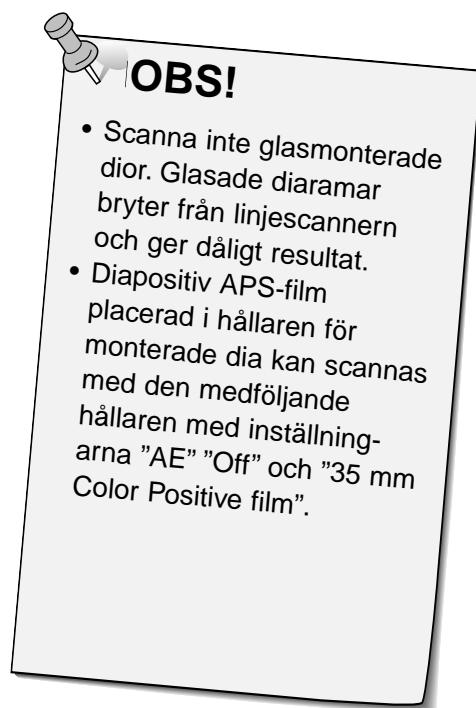 OBS!
• Scanna inte glasmonterade
dior. Glasade diaramar
bryter från linjescannern
och ger dåligt resultat.
• Diapositiv APS-film
placerad i hållaren för
monterade dia kan scannas
med den medföljande
hållaren med inställning-
arna ”AE” ”Off” och ”35 mm
Color Positive film”.